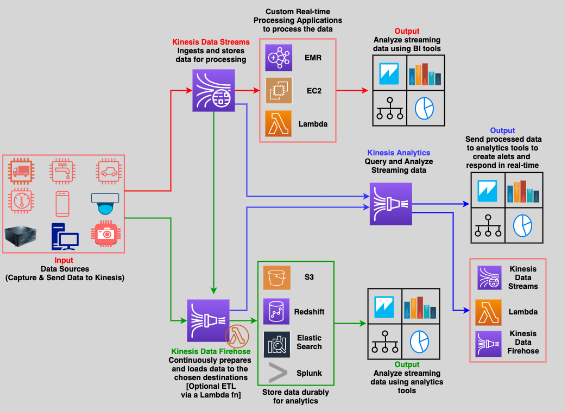 Custom Real-time
Processing Applications
to process the data
Kinesis Data Streams
Ingests and stores
data for processing
EMR
EC2
Lambda
Output
Analyze streaming
data using BI tools
Kinesis Analytics
Query and Analyze
Streaming data
Output
Send processed data
to analytics tools to
create alets and
respond in real-time
Input
Data Sources
(Capture & Send Data to Kinesis)
S3
Redshift
Elastic
Search
Splunk
Store data durably
for analytics
Kinesis Data Firehose
Continuously prepares
and loads data to the
chosen destinations
[Optional ETL
via a Lambda fn]
Output
Analyze streaming
data using analytics
tools
Kinesis
Data
Streams
Lambda
Kinesis
Data
Firehose